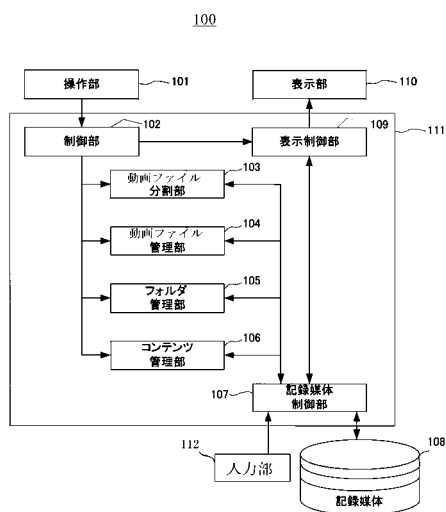 100
操作部
101
表示部
110
102
制御部
109
表示制御部
111
103
動画ファイル
分割部
104
動画ファイル
管理部
105
フォルダ
管理部
106
コンテンツ
管理部
107
記録媒体
制御部
112
入力部
108
記録媒体